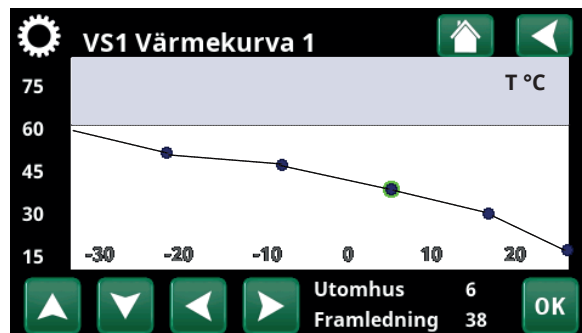 VS1 Värmekurva 1
T °C
75
60
45
30
15
-30 -20 -10 0 10 20
Utomhus 6
Framledning 38
OK